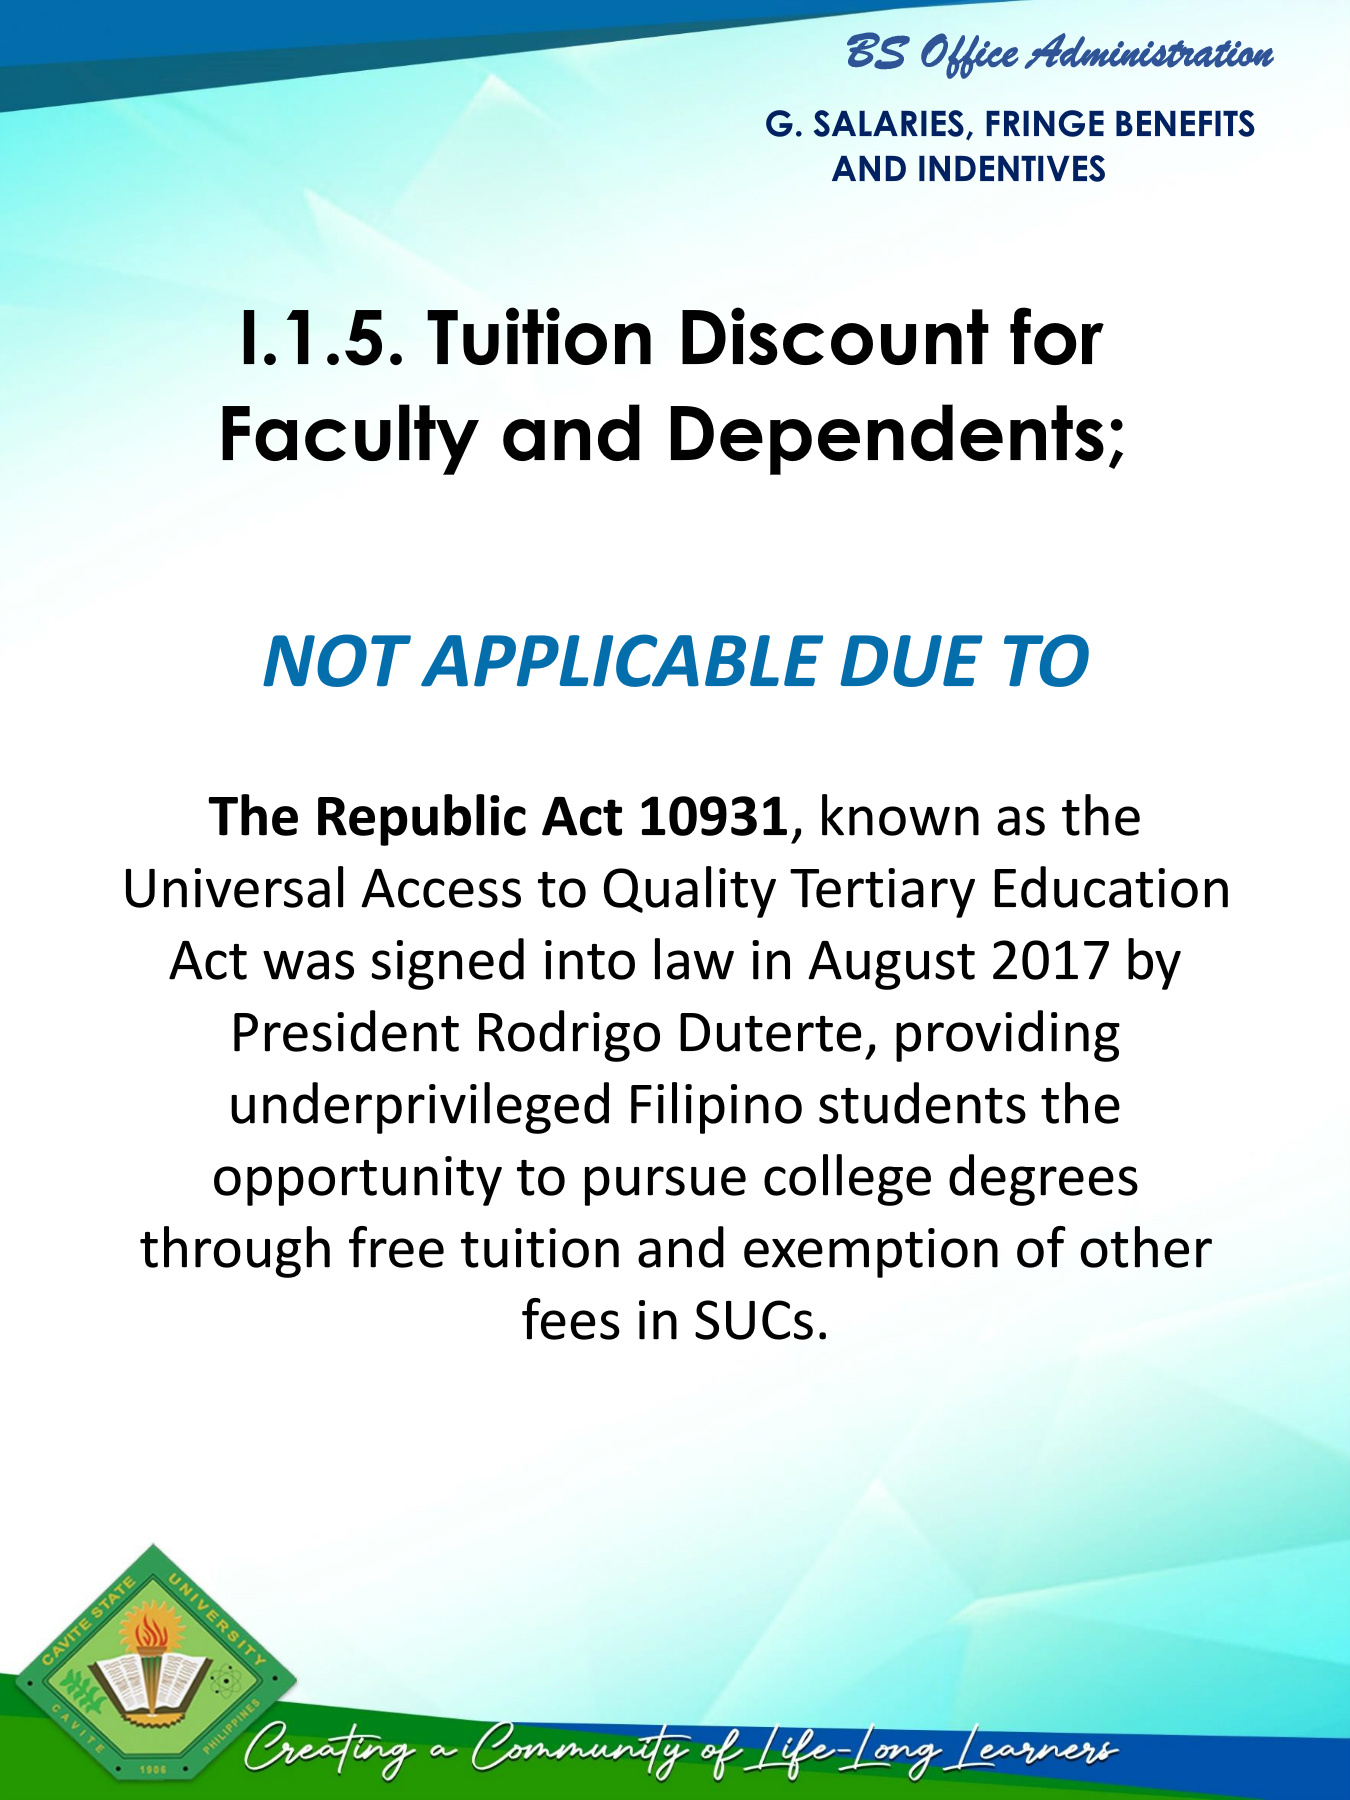 BS Office Administration
G. SALARIES, FRINGE BENEFITS
AND INDENTIVES
I.1.5. Tuition Discount for
Faculty and Dependents;
NOT APPLICABLE DUE TO
The Republic Act 10931, known as the
Universal Access to Quality Tertiary Education
Act was signed into law in August 2017 by
President Rodrigo Duterte, providing
underprivileged Filipino students the
opportunity to pursue college degrees
through free tuition and exemption of other
fees in SUCs.
CAVITE STATE UNIVERSITY
CAVITE PHILIPPINES
1906
Creating a Community of Life-Long Learners